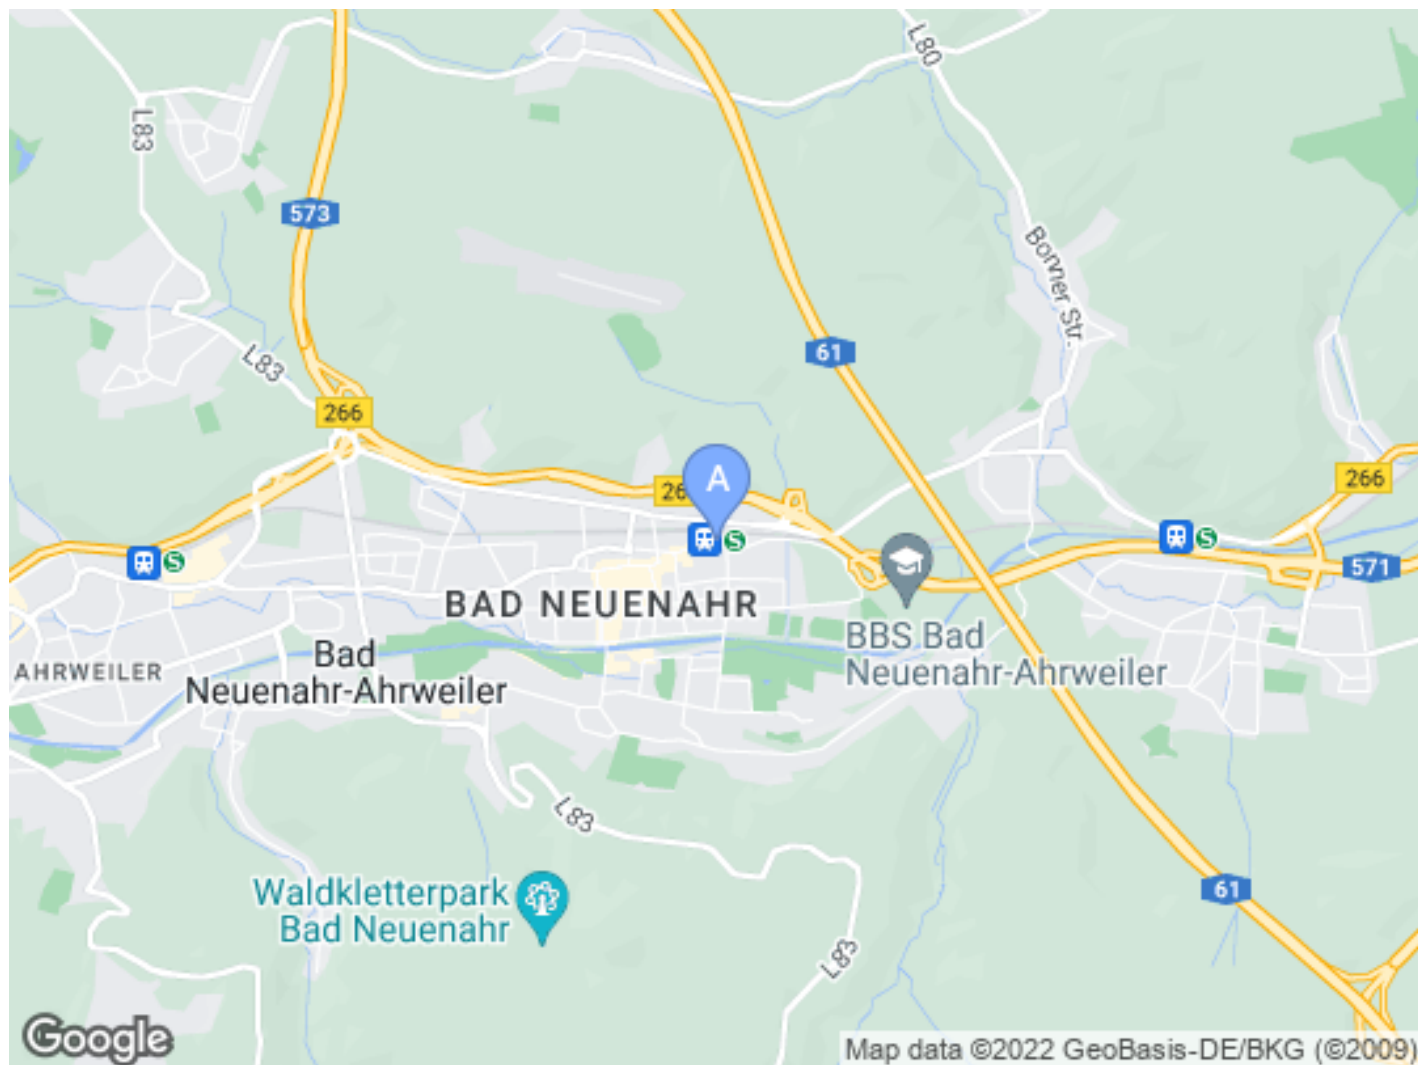 L80
L83
573
Bonner Str.
61
L83
266
266
A
S
S
S
571
BAD NEUENAHR
BBS Bad
Neuenahr-Ahrweiler
Bad
Neuenahr-Ahrweiler
AHRWEILER
L83
Waldkletterpark
Bad Neuenahr
61
L83
Google
Map data ©2022 GeoBasis-DE/BKG (©2009)